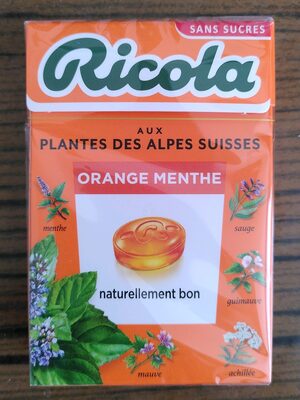 SANS SUCRES
Ricola
AUX
PLANTES DES ALPES SUISSES
ORANGE MENTHE
menthe
sauge
naturellement bon
guimauve
mauve
achillée